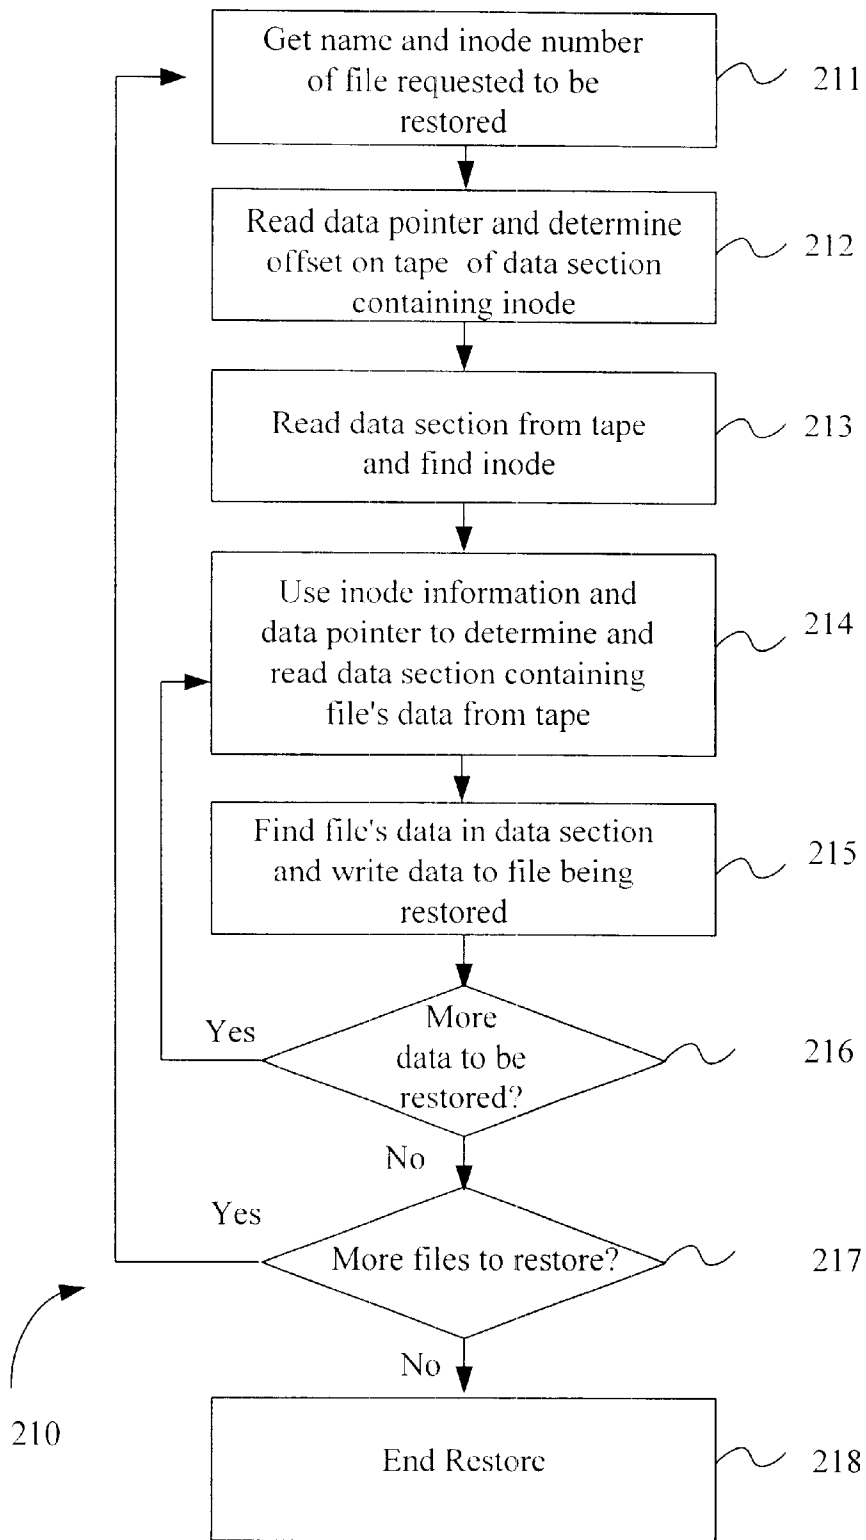 Get name and inode number
of file requested to be
restored
211
Read data pointer and determine
offset on tape of data section
containing inode
212
Read data section from tape
and find inode
213
Use inode information and
data pointer to determine and
read data section containing
file's data from tape
214
Find file's data in data section
and write data to file being
restored
215
More
data to be
restored?
Yes
216
No
Yes
More files to restore?
217
No
210
End Restore
218